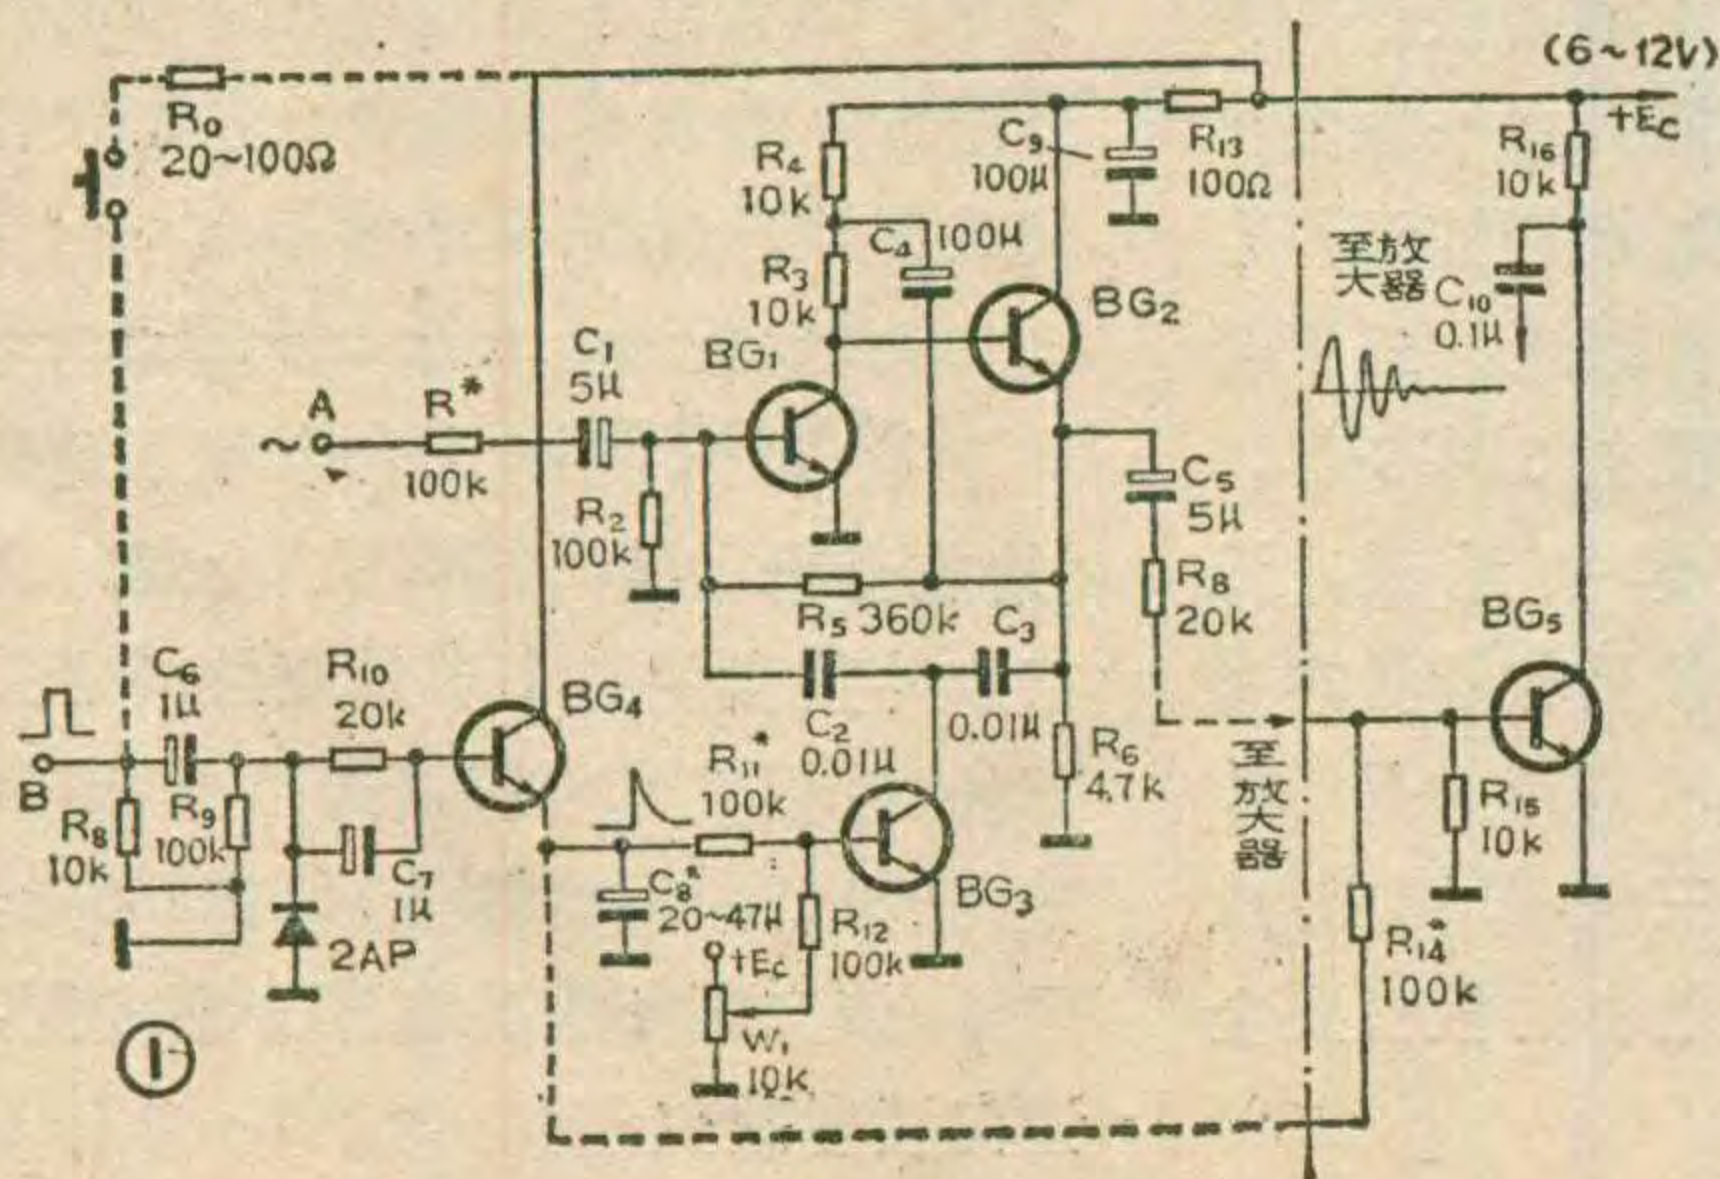 (6~12V)
+Ec
R0
20~100Ω
R4
10k
C9
100μ
R13
100Ω
R16
10k
C4
100μ
R3
10k
至放
大器
C10
0.1μ
BG2
BG1
C1
5μ
A
~
R*
100k
R2
100k
C5
5μ
R8
20k
R5 360k
C3
BG5
C6
1μ
R10
20k
BG4
C2
0.01μ
0.01μ
R6
4.7k
R11*
100k
至
放
大
器
B
R8
10k
R9
100k
C7
1μ
C8*
20~47μ
BG3
R15
10k
2AP
R12
100k
+Ec
W1
10k
R14*
100k
1